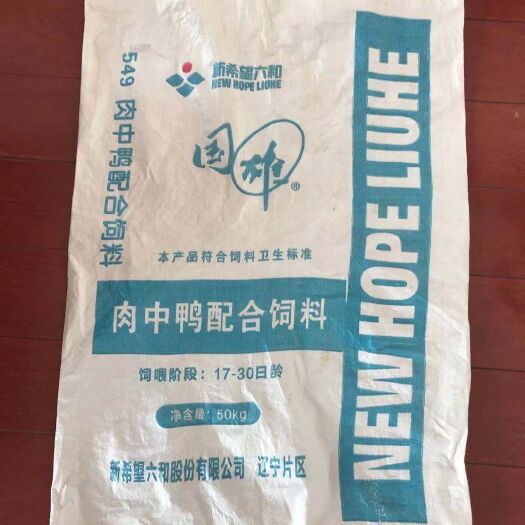 新希望六和
NEW HOPE LIUHE
549 肉中鸭配合饲料
国雄®
本产品符合饲料卫生标准
肉中鸭配合饲料
饲喂阶段：17-30日龄
净含量：50kg
新希望六和股份有限公司 辽宁片区
NEW HOPE LIUHE